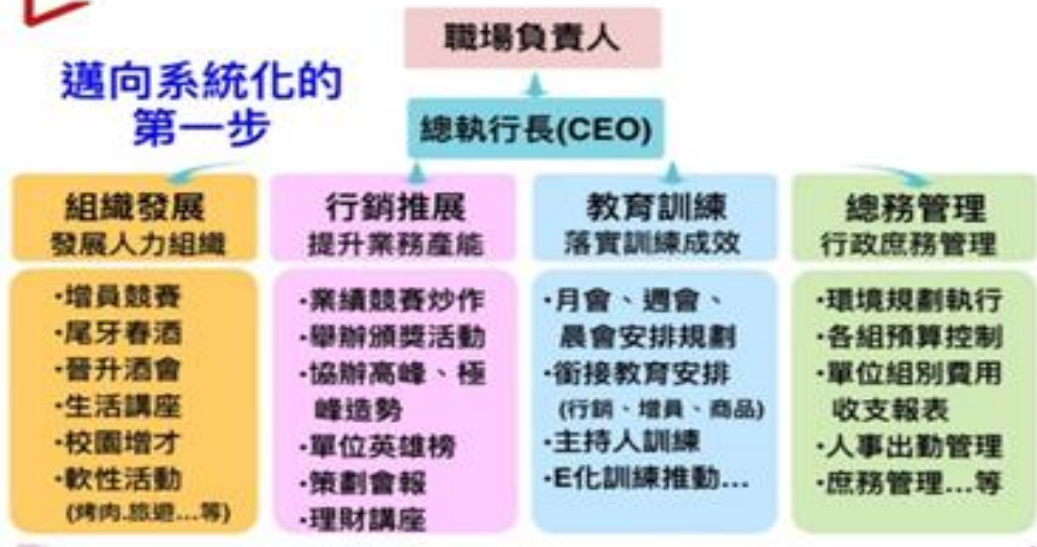 職場負責人
邁向系統化的
第一步
總執行長(CEO)
組織發展
發展人力組織
·增員競賽
·尾牙春酒
·晉升酒會
·生活講座
·校園增才
·軟性活動
(烤肉.旅遊...等)
行銷推展
提升業務產能
·業績競賽炒作
·舉辦頒獎活動
·協辦高峰、極
峰造勢
·單位英雄榜
·策劃會報
·理財講座
教育訓練
落實訓練成效
·月會、週會、
晨會安排規劃
·銜接教育安排
(行銷、增員、商品)
·主持人訓練
·E化訓練推動...
總務管理
行政庶務管理
·環境規劃執行
·各組預算控制
·單位組別費用
收支報表
·人事出勤管理
·庶務管理...等